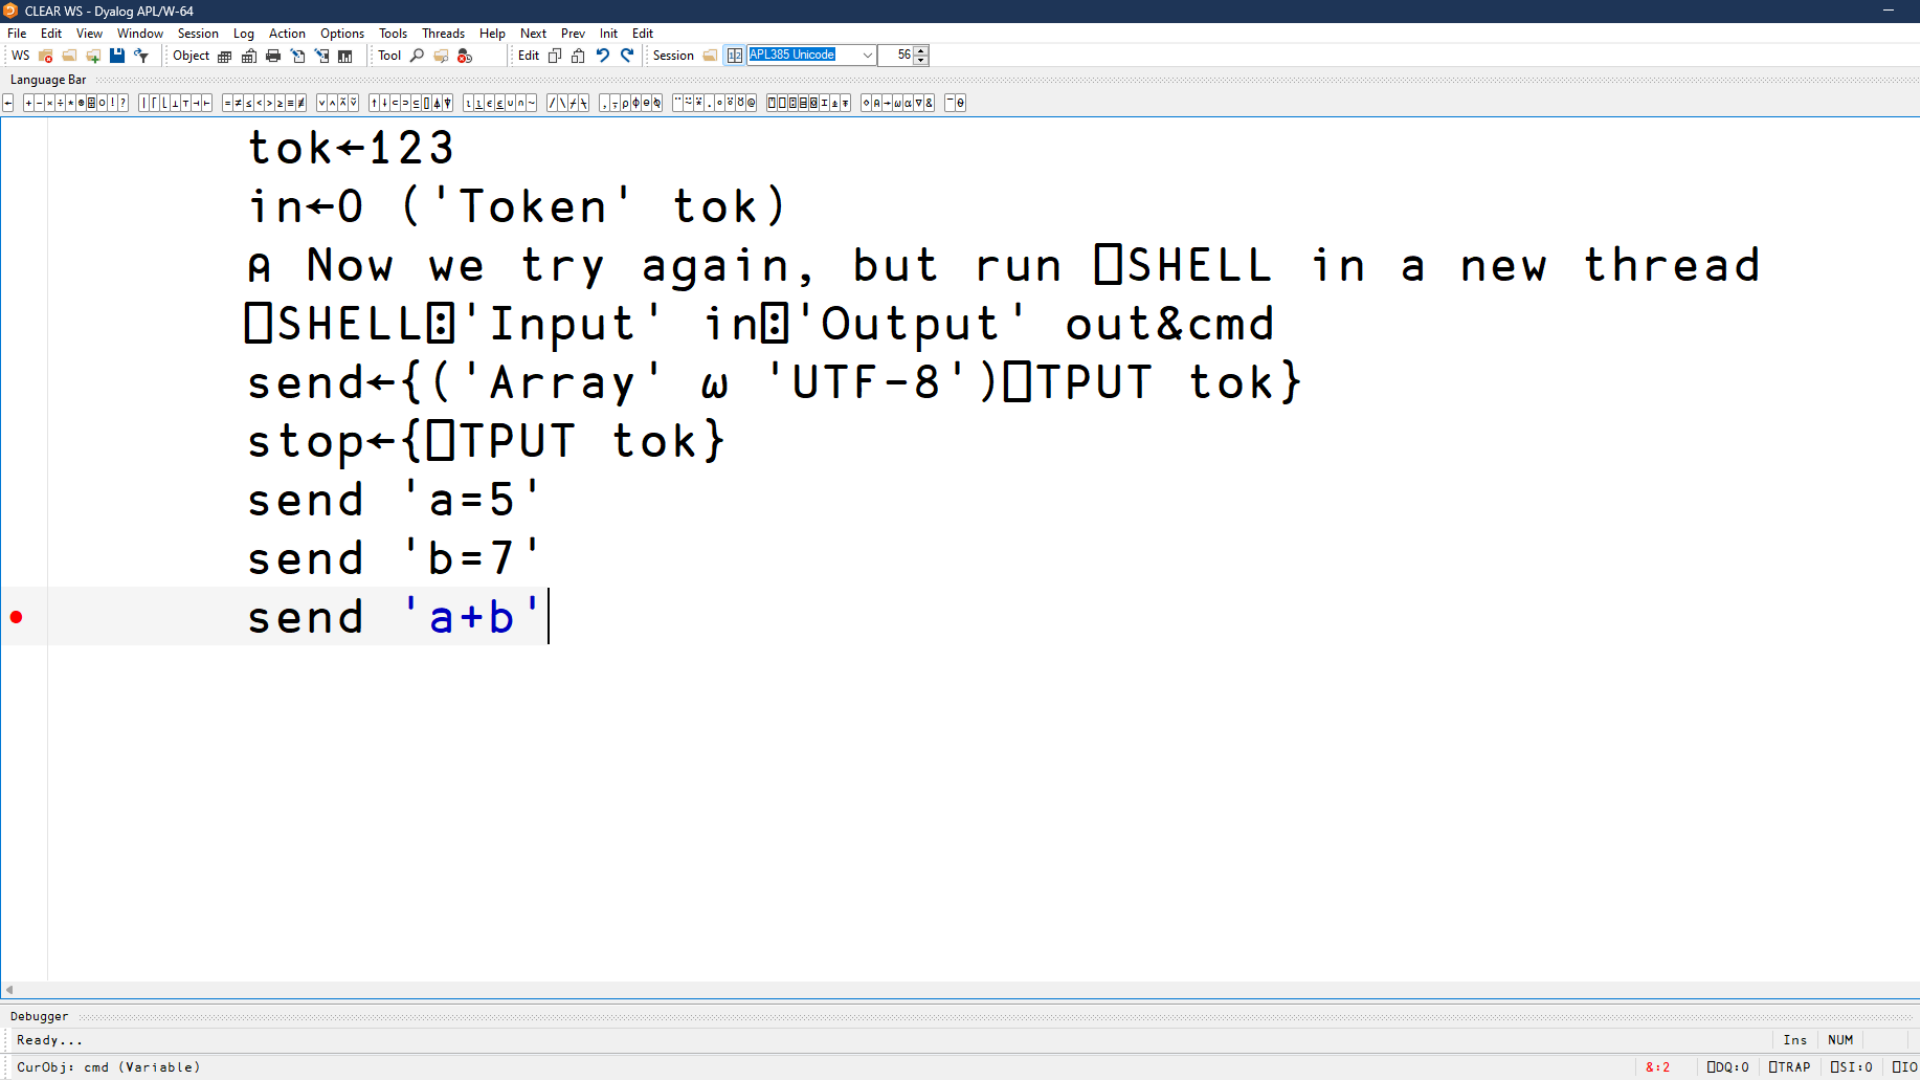 CLEAR WS - Dyalog APL/W-64
File Edit View Window Session Log Action Options Tools Threads Help Next Prev Init Edit
WS Object Tool Edit Session APL385 Unicode 56
Language Bar
tok←123
in←0 ('Token' tok)
⍝ Now we try again, but run ⎕SHELL in a new thread
⎕SHELL⍠'Input' in⍠'Output' out&cmd
send←{('Array' ⍵ 'UTF-8')⎕TPUT tok}
stop←{⎕TPUT tok}
send 'a=5'
send 'b=7'
send 'a+b'
Debugger
Ready...
Ins NUM
CurObj: cmd (Variable)
&:2 ⎕DQ:0 ⎕TRAP ⎕SI:0 ⎕IO